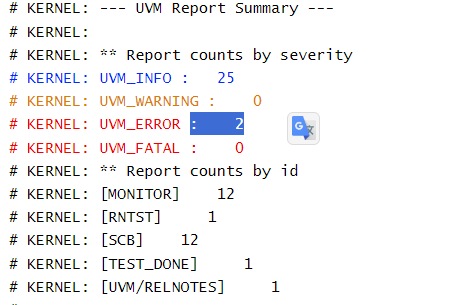 # KERNEL: --- UVM Report Summary ---
# KERNEL:
# KERNEL: ** Report counts by severity
# KERNEL: UVM_INFO :   25
# KERNEL: UVM_WARNING :    0
# KERNEL: UVM_ERROR :    2
# KERNEL: UVM_FATAL :    0
# KERNEL: ** Report counts by id
# KERNEL: [MONITOR]    12
# KERNEL: [RNTST]     1
# KERNEL: [SCB]    12
# KERNEL: [TEST_DONE]     1
# KERNEL: [UVM/RELNOTES]     1